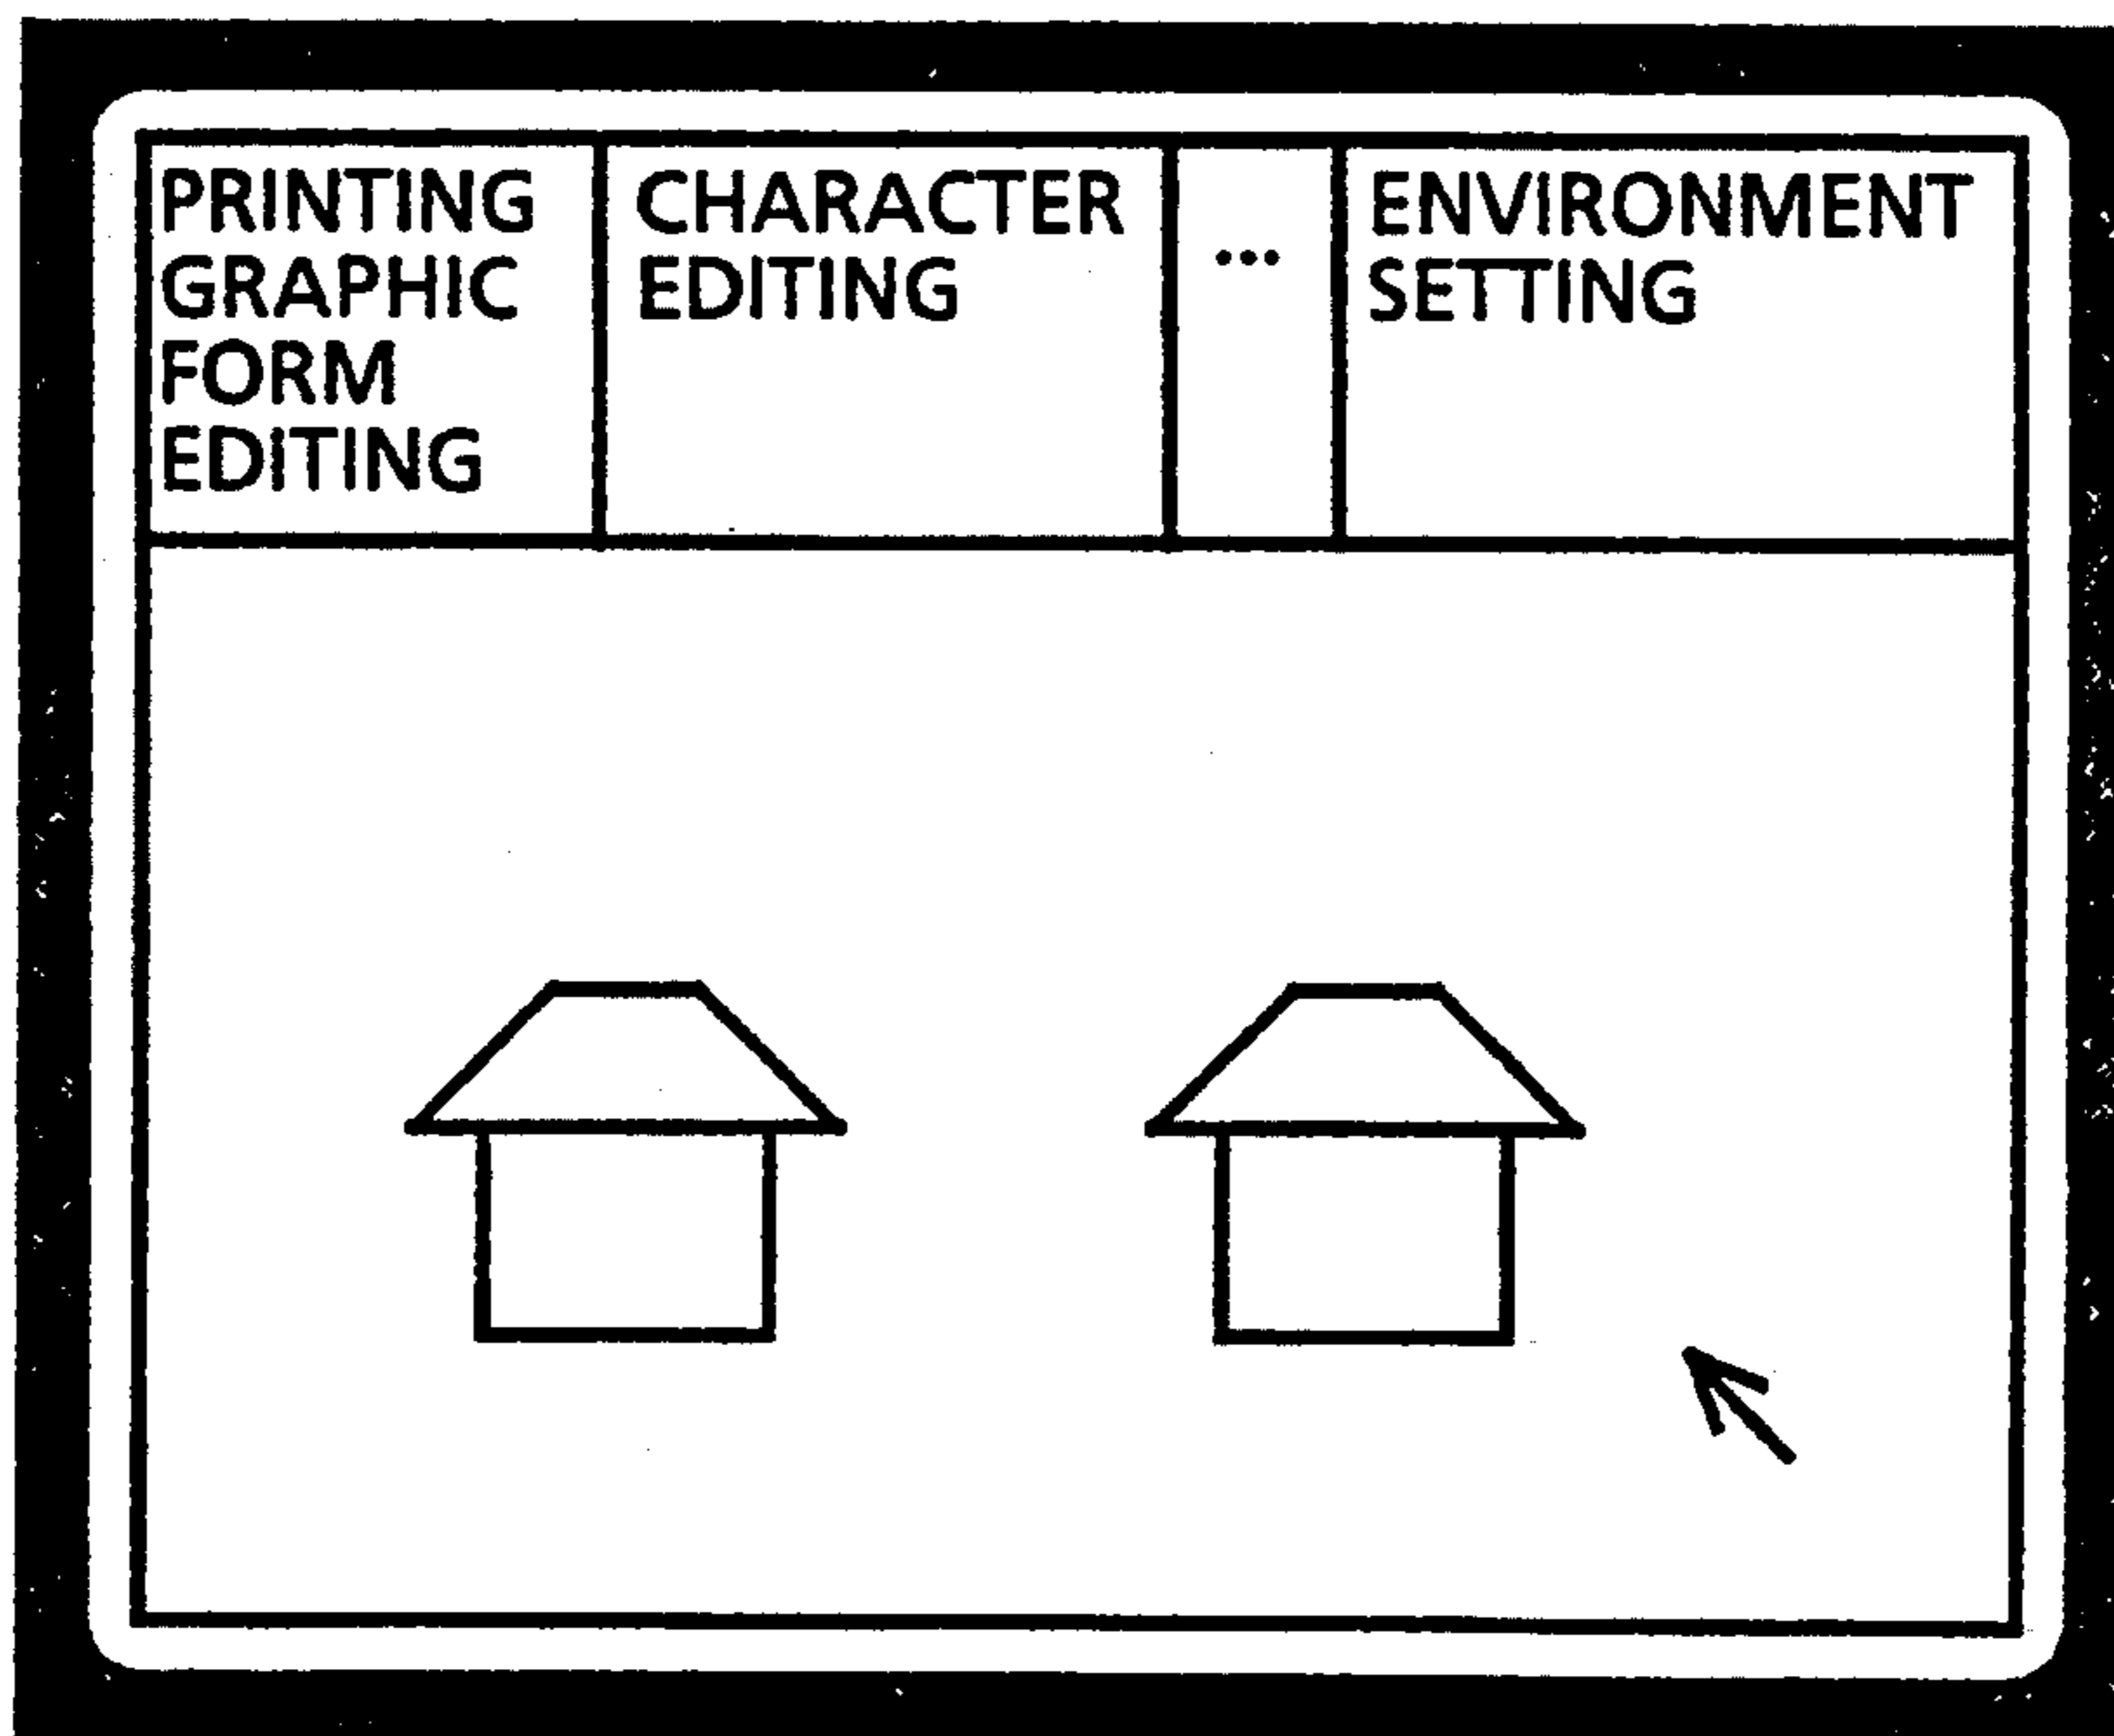 PRINTING
GRAPHIC
FORM
EDITING
CHARACTER
EDITING
...
ENVIRONMENT
SETTING